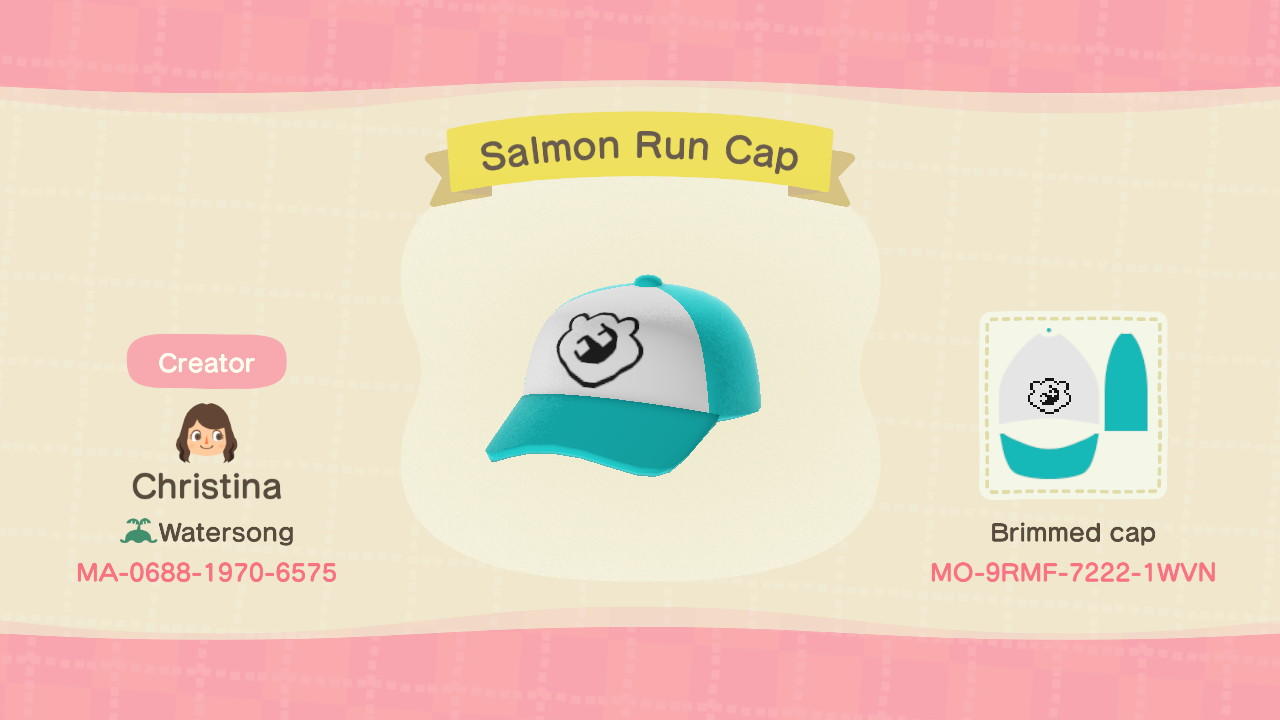 Salmon Run Cap
Creator
Christina
Watersong
MA-0688-1970-6575
Brimmed cap
MO-9RMF-7222-1WVN